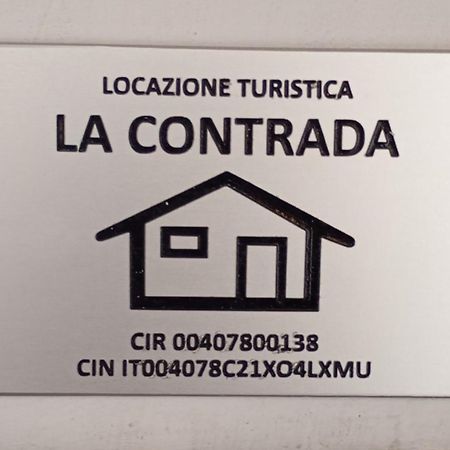 LOCAZIONE TURISTICA
LA CONTRADA
CIR 00407800138
CIN IT004078C21XO4LXMU